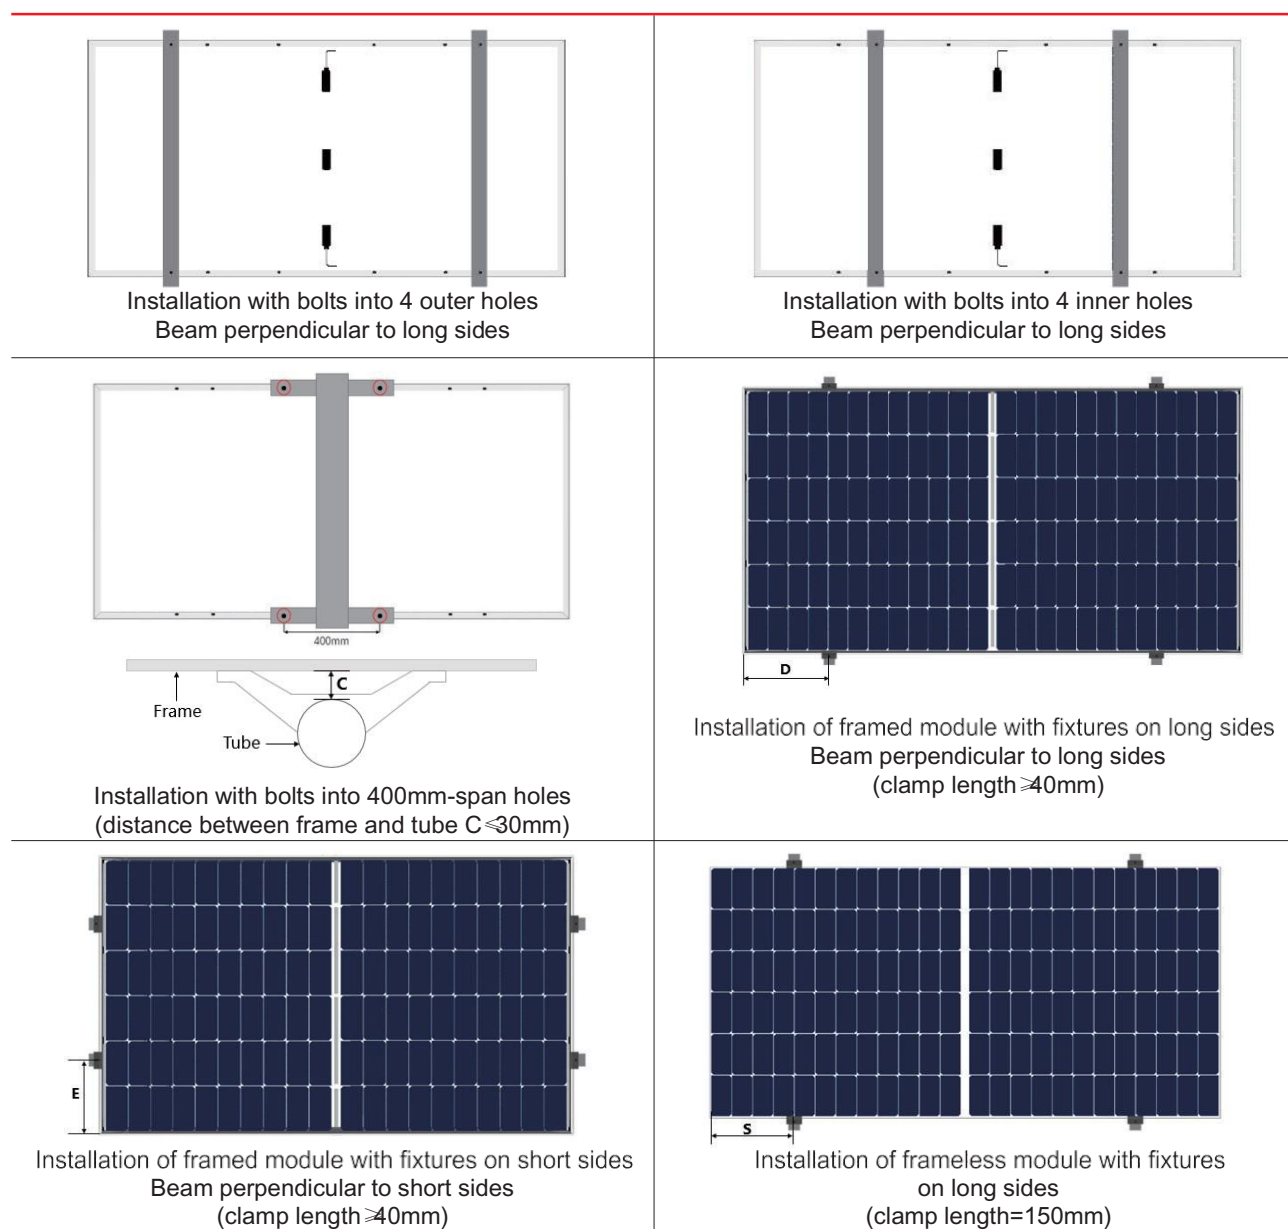 Installation with bolts into 4 outer holes
Beam perpendicular to long sides
Installation with bolts into 4 inner holes
Beam perpendicular to long sides
400mm
C
Frame
Tube
Installation with bolts into 400mm-span holes
(distance between frame and tube C⩽30mm)
D
Installation of framed module with fixtures on long sides
Beam perpendicular to long sides
(clamp length⩾40mm)
E
Installation of framed module with fixtures on short sides
Beam perpendicular to short sides
(clamp length⩾40mm)
S
Installation of frameless module with fixtures
on long sides
(clamp length=150mm)